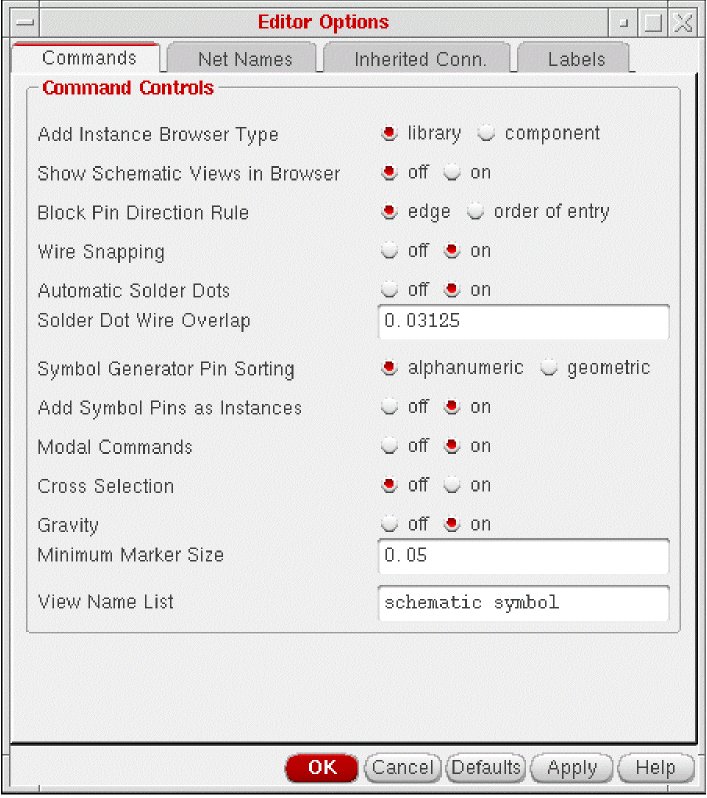 Editor Options
Commands Net Names Inherited Conn. Labels
Command Controls
Add Instance Browser Type library component
Show Schematic Views in Browser off on
Block Pin Direction Rule edge order of entry
Wire Snapping off on
Automatic Solder Dots off on
Solder Dot Wire Overlap 0.03125
Symbol Generator Pin Sorting alphanumeric geometric
Add Symbol Pins as Instances off on
Modal Commands off on
Cross Selection off on
Gravity off on
Minimum Marker Size 0.05
View Name List schematic symbol
OK Cancel Defaults Apply Help